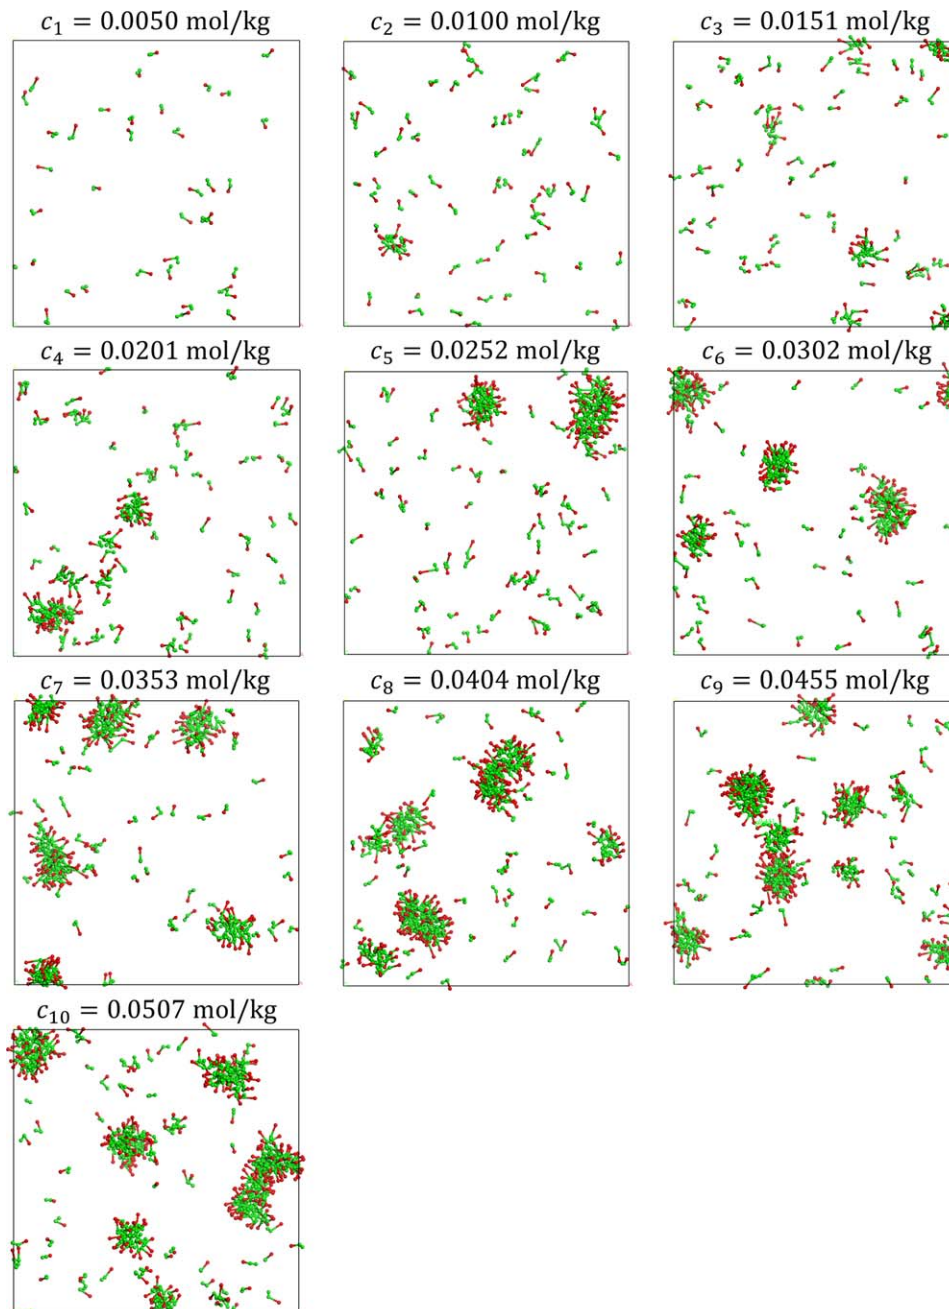 c₁ = 0.0050 mol/kg
c₂ = 0.0100 mol/kg
c₃ = 0.0151 mol/kg
c₄ = 0.0201 mol/kg
c₅ = 0.0252 mol/kg
c₆ = 0.0302 mol/kg
c₇ = 0.0353 mol/kg
c₈ = 0.0404 mol/kg
c₉ = 0.0455 mol/kg
c₁₀ = 0.0507 mol/kg